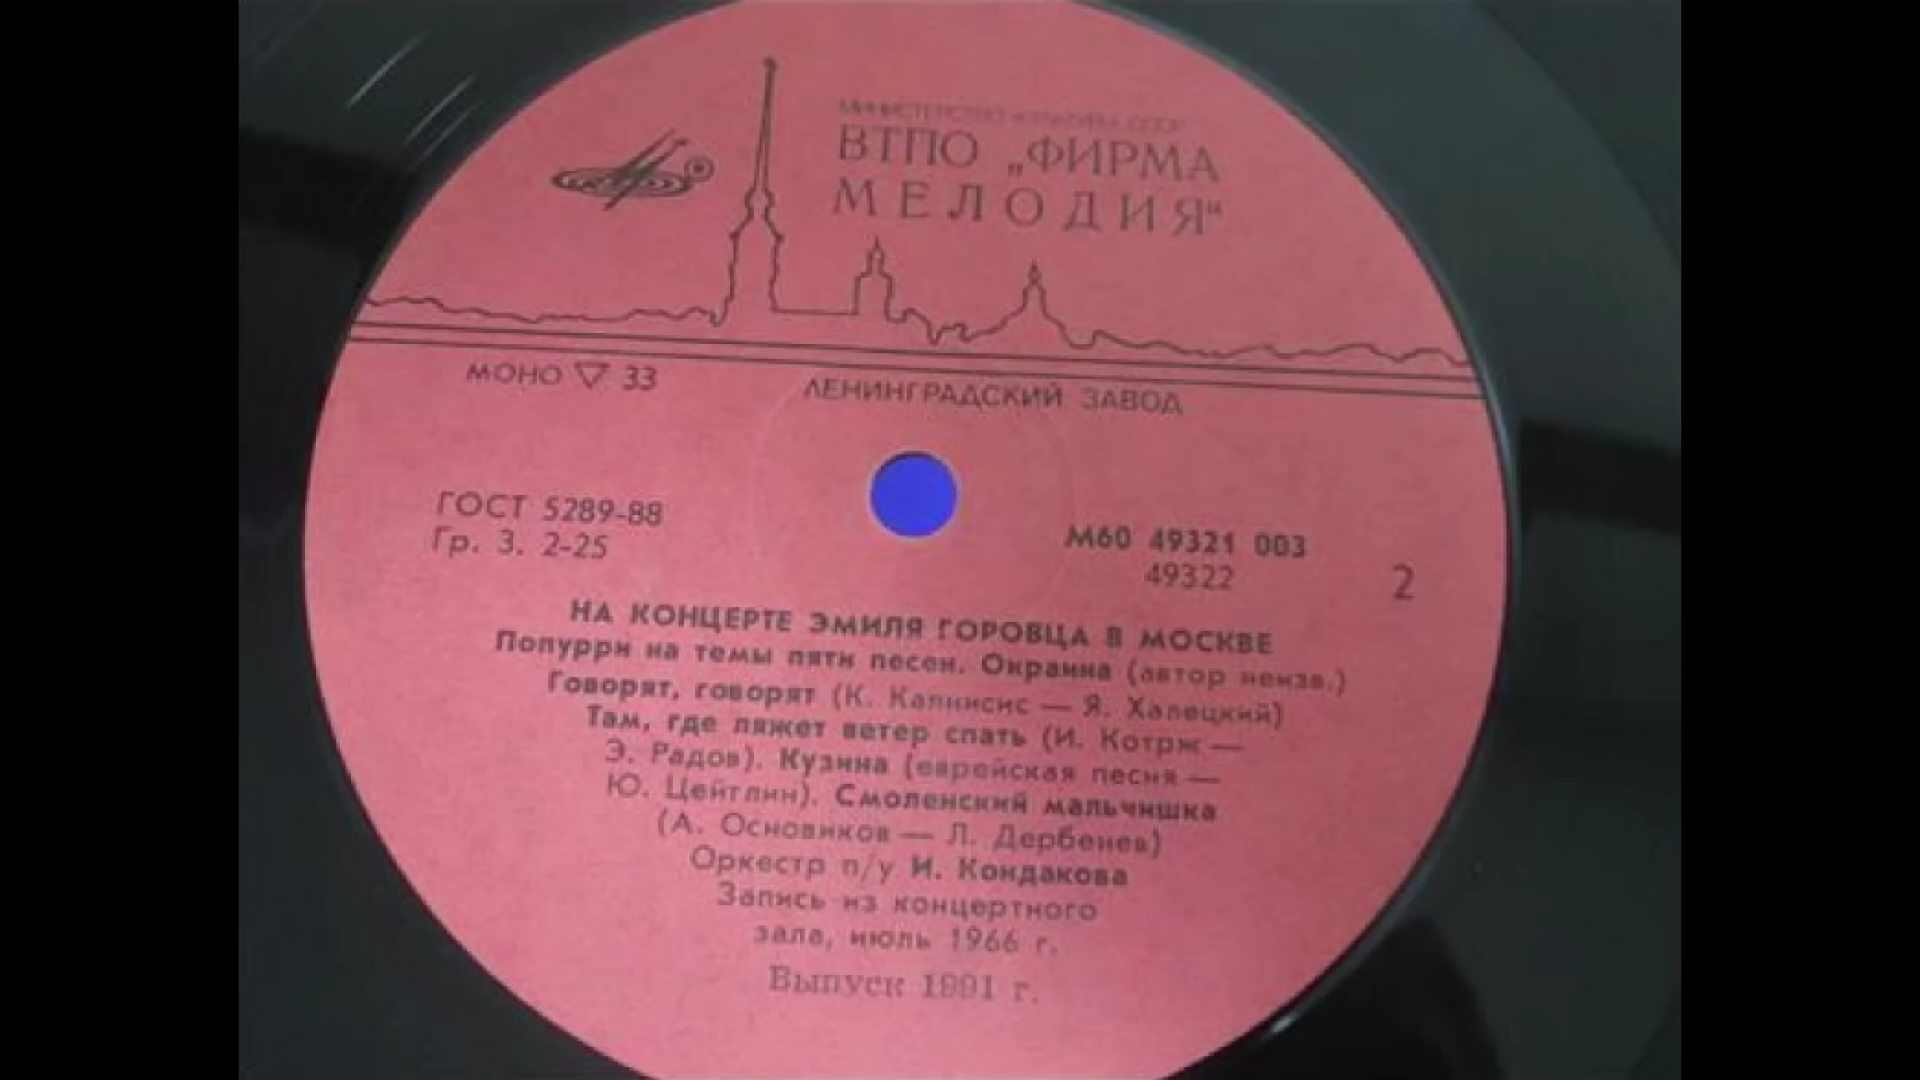 МИНИСТЕРСТВО КУЛЬТУРЫ СССР
ВТПО „ФИРМА
МЕЛОДИЯ“
МОНО ▽ 33
ЛЕНИНГРАДСКИЙ ЗАВОД
ГОСТ 5289-88
Гр. 3. 2-25
М60 49321 003
49322
2
НА КОНЦЕРТЕ ЭМИЛЯ ГОРОВЦА В МОСКВЕ
Попурри на темы пяти песен. Окраина (автор неизв.)
Говорят, говорят (К. Капнисис — Я. Халецкий)
Там, где ляжет ветер спать (И. Котрж —
Э. Радов). Кузина (еврейская песня —
Ю. Цейтлин). Смоленский мальчишка
(А. Основиков — Л. Дербенев)
Оркестр п/у И. Кондакова
Запись из концертного
зала, июль 1966 г.
Выпуск 1991 г.